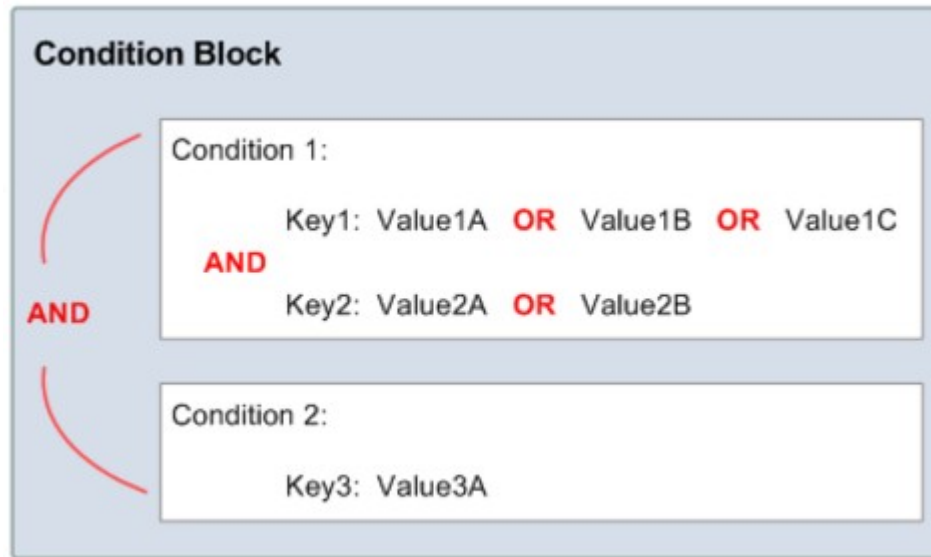 Condition Block
Condition 1:
Key1: Value1A OR Value1B OR Value1C
AND
Key2: Value2A OR Value2B
AND
Condition 2:
Key3: Value3A